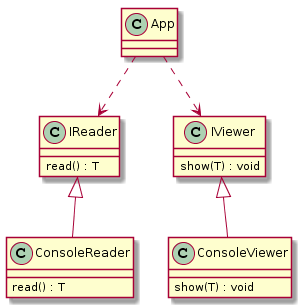 C App
C IReader
read() : T
C IViewer
show(T) : void
C ConsoleReader
read() : T
C ConsoleViewer
show(T) : void